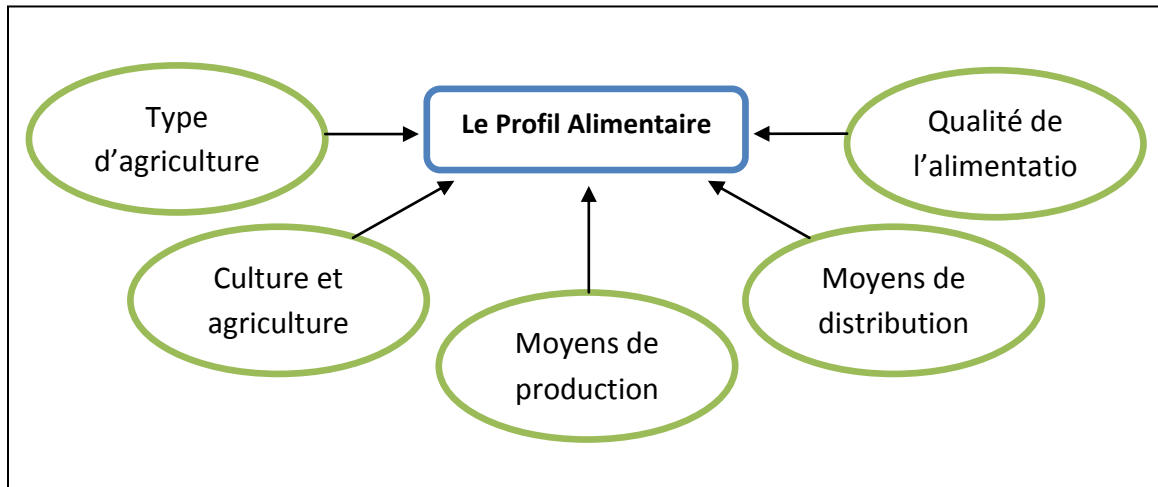 Le Profil Alimentaire
Type
d’agriculture
Culture et
agriculture
Moyens de
production
Moyens de
distribution
Qualité de
l’alimentatio